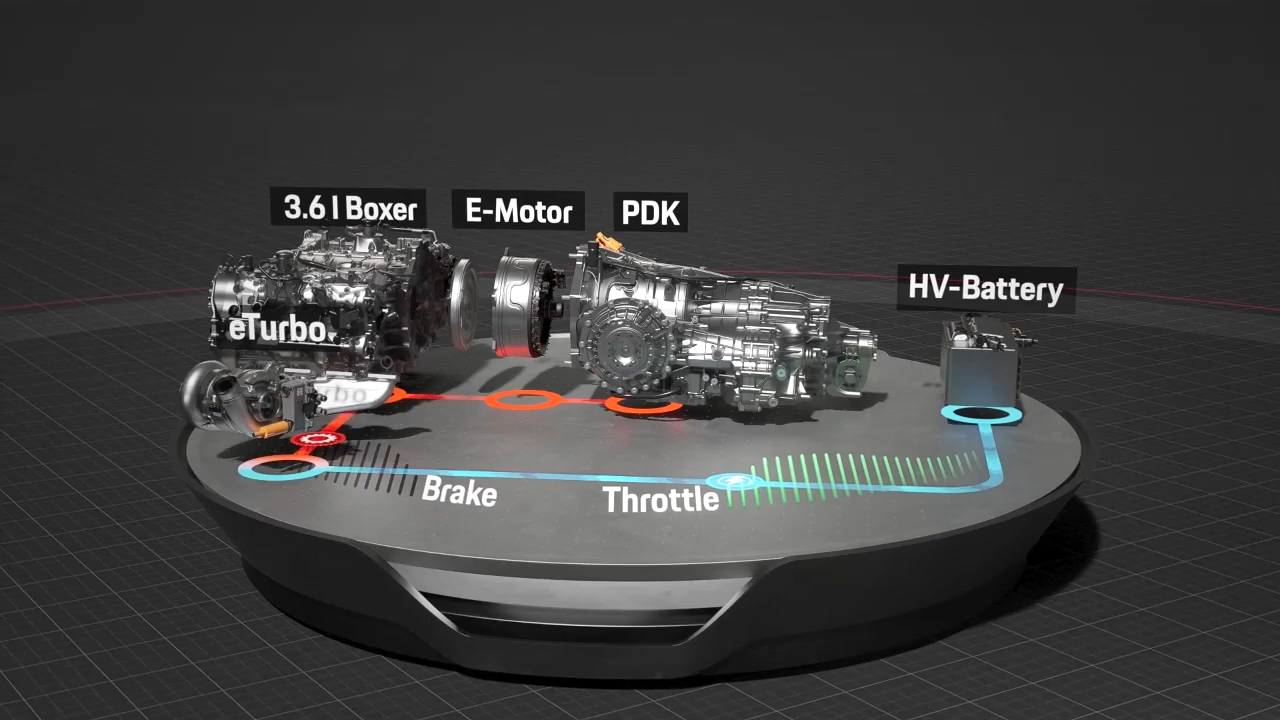 3.6 l Boxer
E-Motor
PDK
HV-Battery
eTurbo
Brake
Throttle